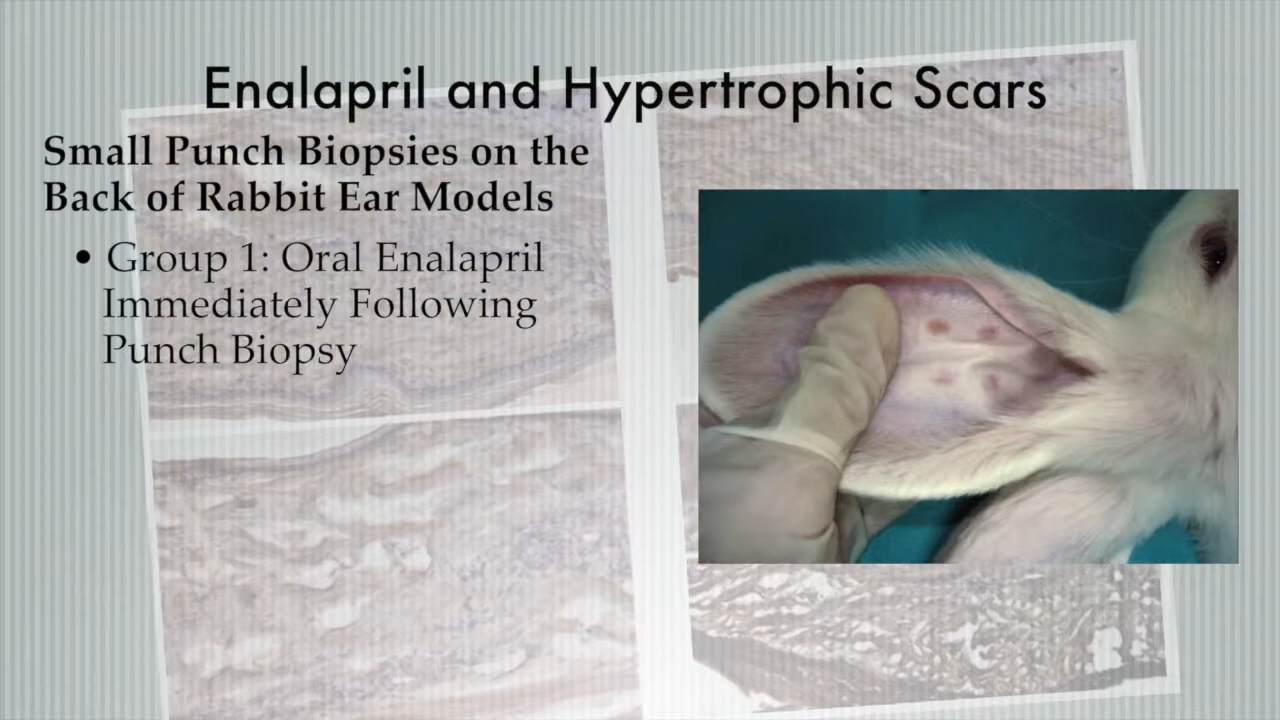 Enalapril and Hypertrophic Scars
Small Punch Biopsies on the
Back of Rabbit Ear Models
• Group 1: Oral Enalapril
Immediately Following
Punch Biopsy